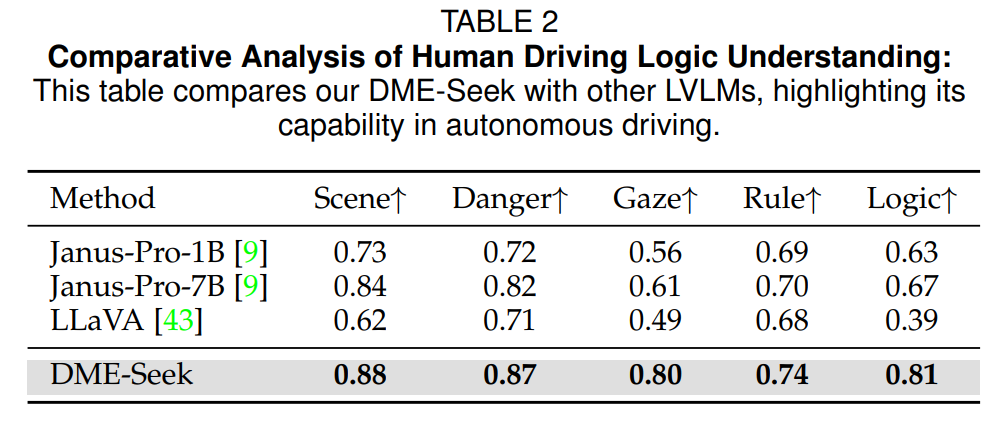 TABLE 2
Comparative Analysis of Human Driving Logic Understanding:
This table compares our DME-Seek with other LVLMs, highlighting its
capability in autonomous driving.
Method Scene↑ Danger↑ Gaze↑ Rule↑ Logic↑
Janus-Pro-1B [9] 0.73 0.72 0.56 0.69 0.63
Janus-Pro-7B [9] 0.84 0.82 0.61 0.70 0.67
LLaVA [43] 0.62 0.71 0.49 0.68 0.39
DME-Seek 0.88 0.87 0.80 0.74 0.81